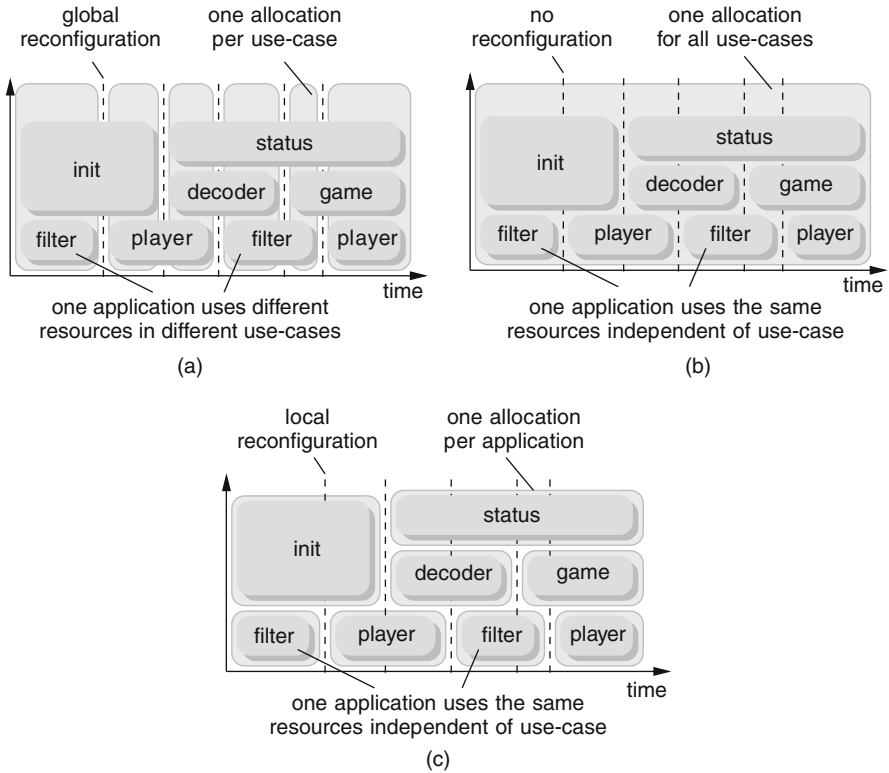 global
reconfiguration
one allocation
per use-case
init
status
decoder
game
filter
player
filter
player
time
one application uses different
resources in different use-cases
(a)
no
reconfiguration
one allocation
for all use-cases
init
status
decoder
game
filter
player
filter
player
time
one application uses the same
resources independent of use-case
(b)
local
reconfiguration
one allocation
per application
init
status
decoder
game
filter
player
filter
player
time
one application uses the same
resources independent of use-case
(c)